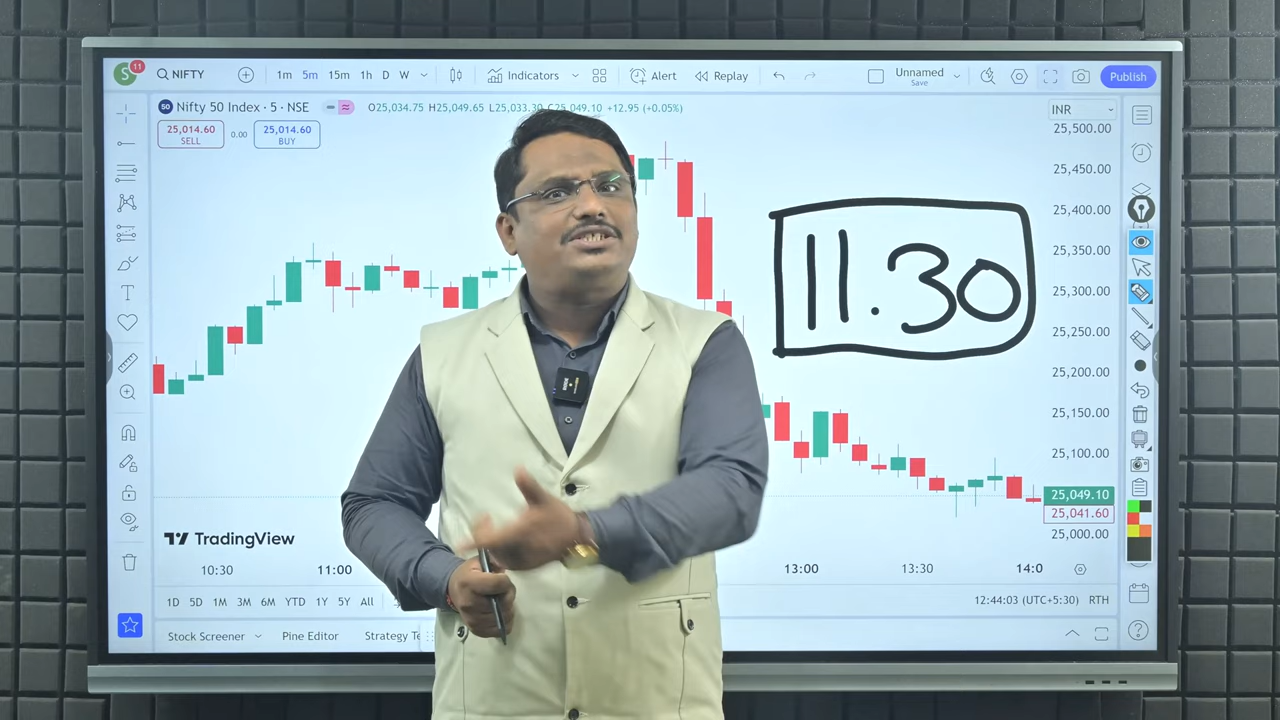 S 11 NIFTY 1m 5m 15m 1h D W Indicators Alert Replay Unnamed Save Publish
50 Nifty 50 Index · 5 · NSE O25,034.75 H25,049.65 L25,033.30 C25,049.10 +12.95 (+0.05%) INR
25,014.60 SELL 0.00 25,014.60 BUY
25,500.00
25,450.00
25,400.00
25,350.00
25,300.00
25,250.00
25,200.00
25,150.00
25,100.00
25,049.10
25,041.60
25,000.00
11.30
TradingView
10:30 11:00 13:00 13:30 14:0
1D 5D 1M 3M 6M YTD 1Y 5Y All 12:44:03 (UTC+5:30) RTH
Stock Screener Pine Editor Strategy Te